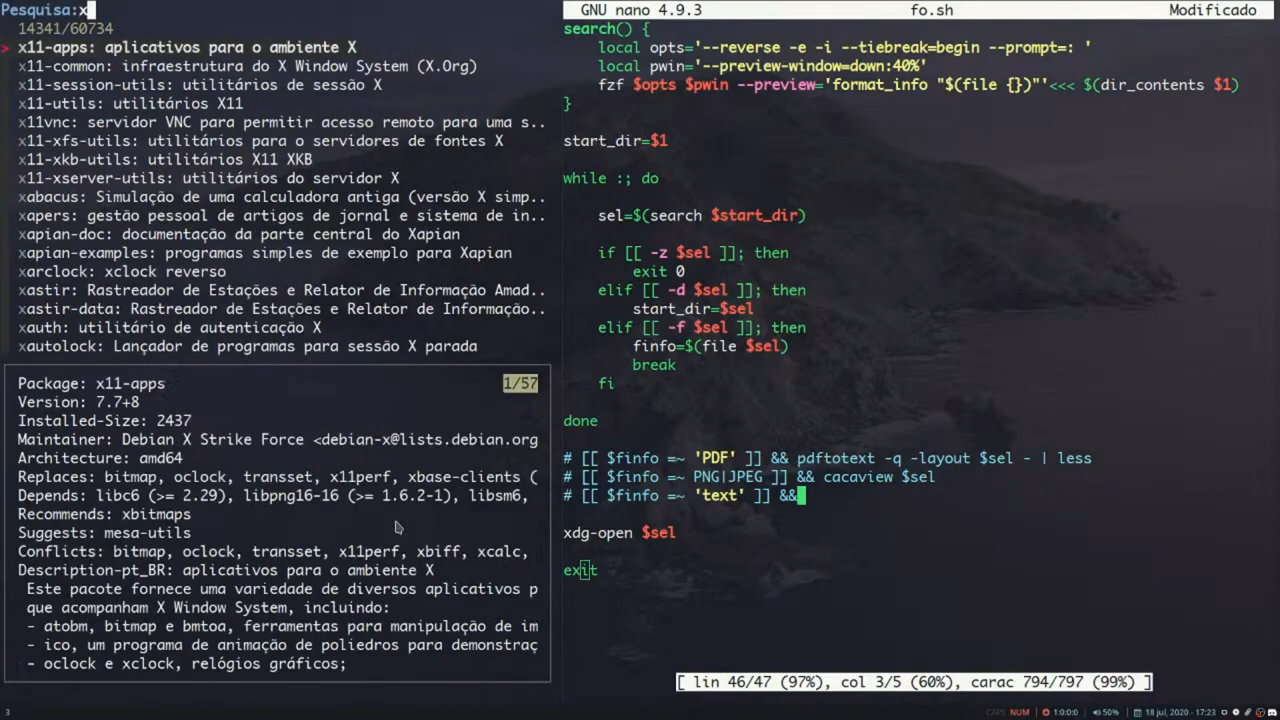 Pesquisa:x
14341/60734
> x11-apps: aplicativos para o ambiente X
x11-common: infraestrutura do X Window System (X.Org)
x11-session-utils: utilitários de sessão X
x11-utils: utilitários X11
x11vnc: servidor VNC para permitir acesso remoto para uma s..
x11-xfs-utils: utilitários para o servidores de fontes X
x11-xkb-utils: utilitários X11 XKB
x11-xserver-utils: utilitários do servidor X
xabacus: Simulação de uma calculadora antiga (versão X simp..
xapers: gestão pessoal de artigos de jornal e sistema de in..
xapian-doc: documentação da parte central do Xapian
xapian-examples: programas simples de exemplo para Xapian
xarclock: xclock reverso
xastir: Rastreador de Estações e Relator de Informação Amad..
xastir-data: Rastreador de Estações e Relator de Informação..
xauth: utilitário de autenticação X
xautolock: Lançador de programas para sessão X parada
Package: x11-apps
1/57
Version: 7.7+8
Installed-Size: 2437
Maintainer: Debian X Strike Force <debian-x@lists.debian.org
Architecture: amd64
Replaces: bitmap, oclock, transset, x11perf, xbase-clients (
Depends: libc6 (>= 2.29), libpng16-16 (>= 1.6.2-1), libsm6,
Recommends: xbitmaps
Suggests: mesa-utils
Conflicts: bitmap, oclock, transset, x11perf, xbiff, xcalc,
Description-pt_BR: aplicativos para o ambiente X
Este pacote fornece uma variedade de diversos aplicativos p
que acompanham X Window System, incluindo:
- atobm, bitmap e bmtoa, ferramentas para manipulação de im
- ico, um programa de animação de poliedros para demonstraç
- oclock e xclock, relógios gráficos;
GNU nano 4.9.3 fo.sh Modificado
search() {
local opts='--reverse -e -i --tiebreak=begin --prompt=: '
local pwin='--preview-window=down:40%'
fzf $opts $pwin --preview='format_info "$(file {})"'<<< $(dir_contents $1)
}
start_dir=$1
while :; do
sel=$(search $start_dir)
if [[ -z $sel ]]; then
exit 0
elif [[ -d $sel ]]; then
start_dir=$sel
elif [[ -f $sel ]]; then
finfo=$(file $sel)
break
fi
done
# [[ $finfo =~ 'PDF' ]] && pdftotext -q -layout $sel - | less
# [[ $finfo =~ PNG|JPEG ]] && cacaview $sel
# [[ $finfo =~ 'text' ]] &&
xdg-open $sel
exit
[ lin 46/47 (97%), col 3/5 (60%), carac 794/797 (99%) ]
3
CAPS NUM 1:0:0:0 50% 18 jul, 2020 - 17:23